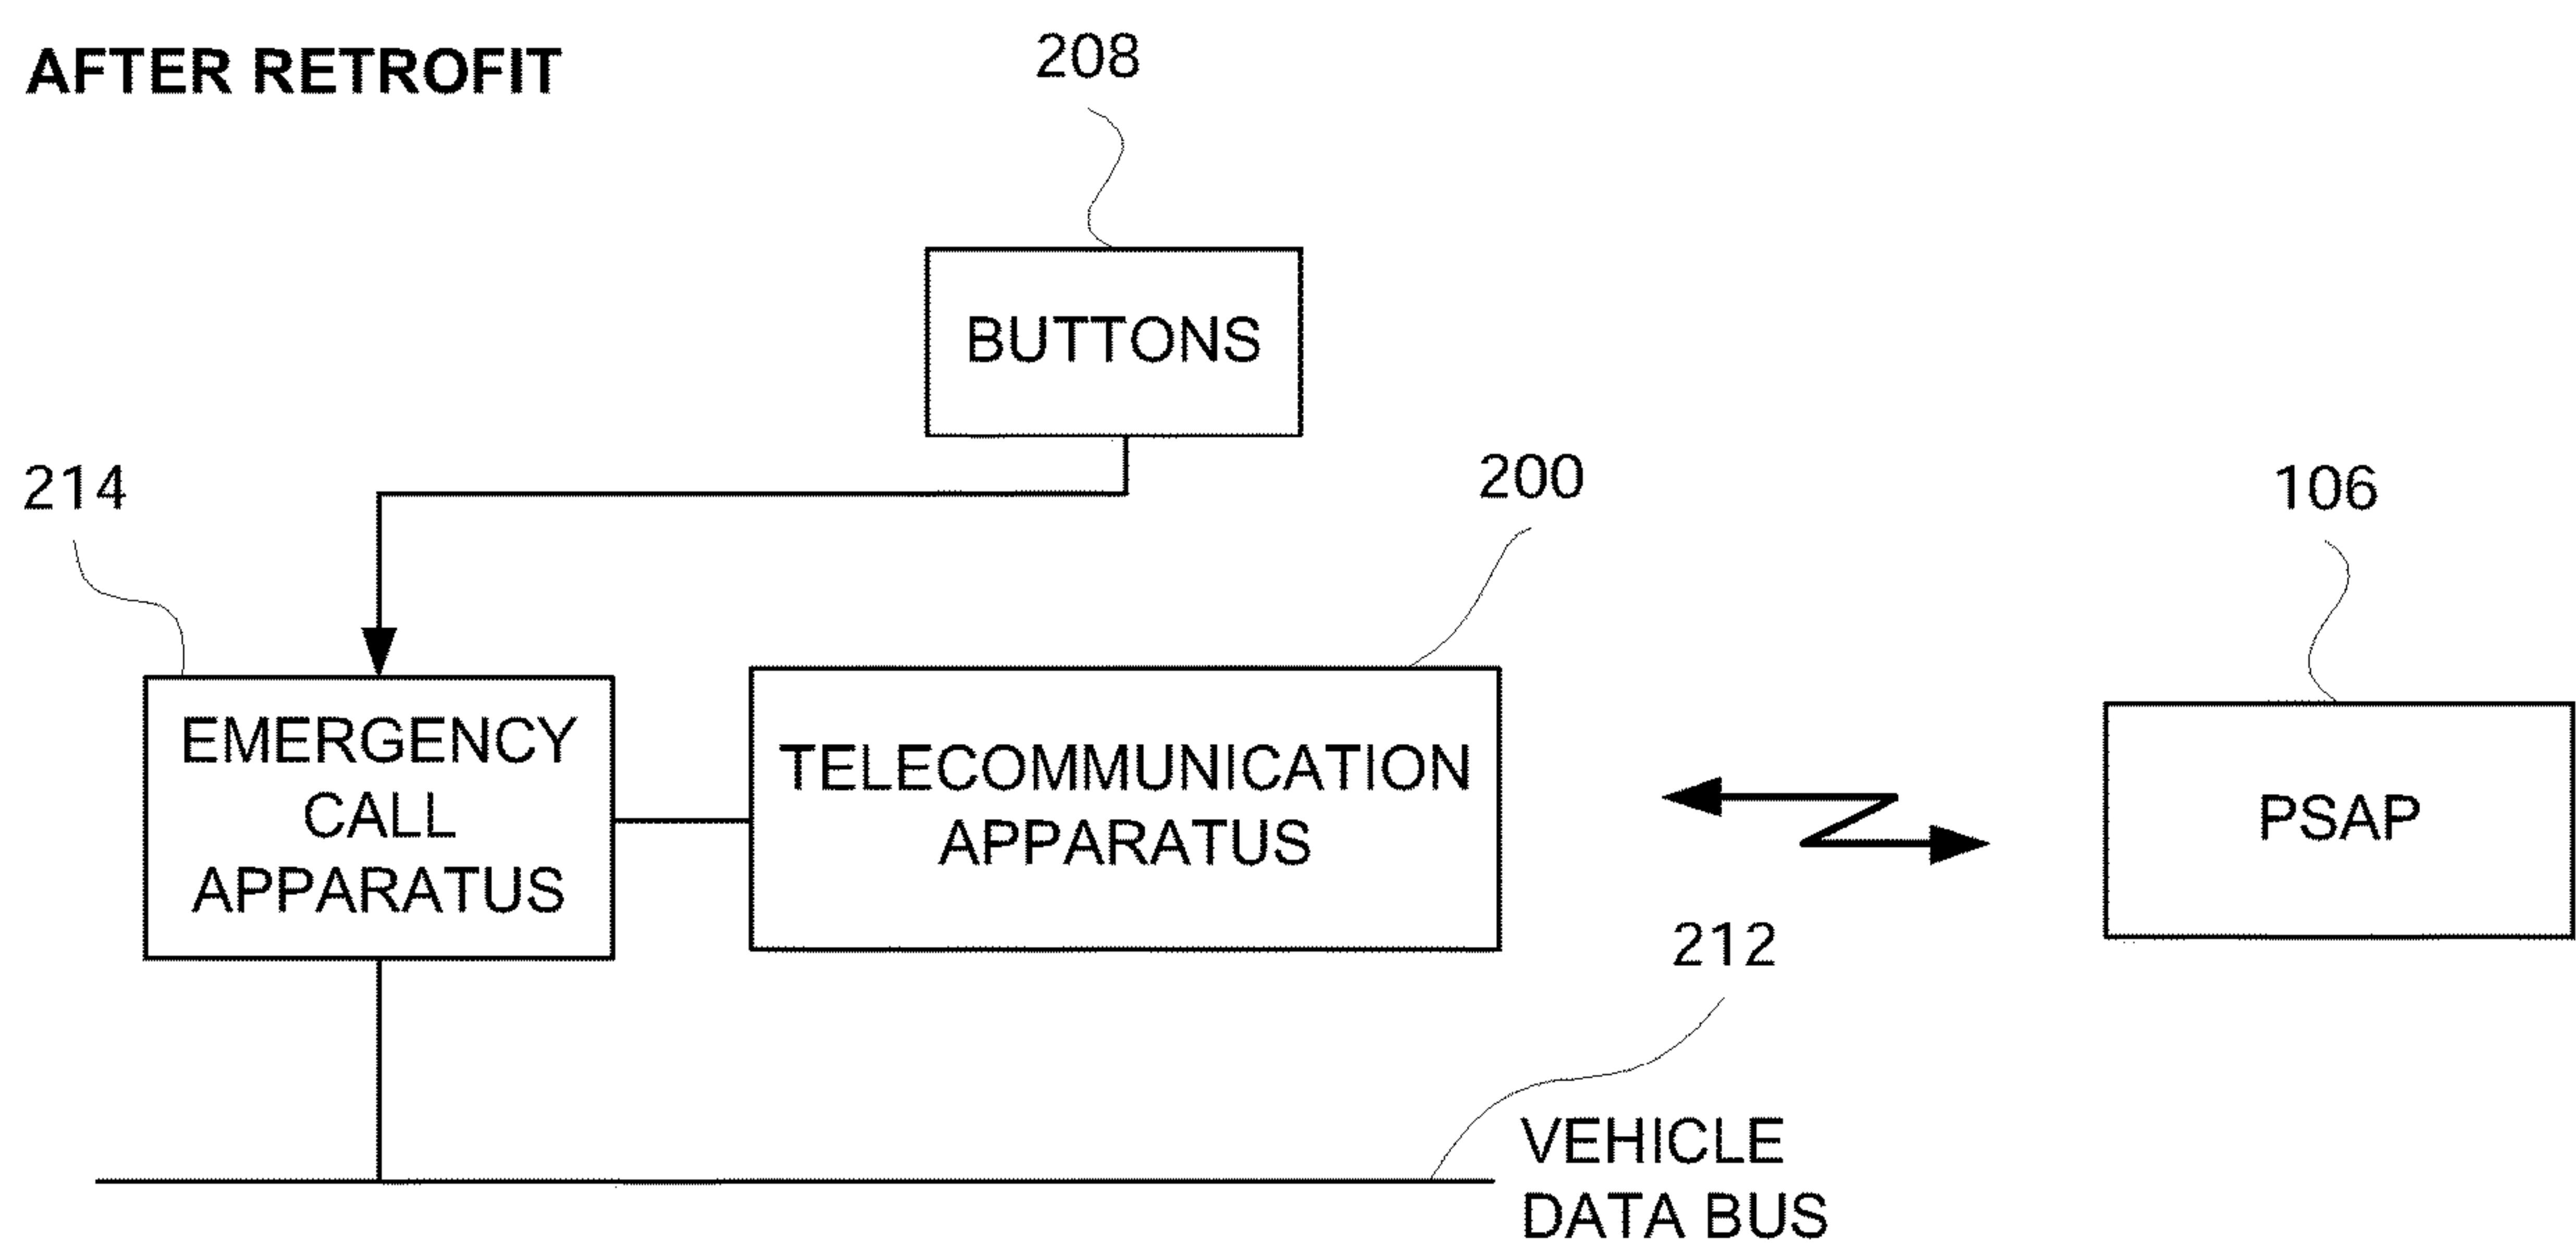 AFTER RETROFIT
208
BUTTONS
214
200
106
EMERGENCY
CALL
APPARATUS
TELECOMMUNICATION
APPARATUS
PSAP
212
VEHICLE
DATA BUS